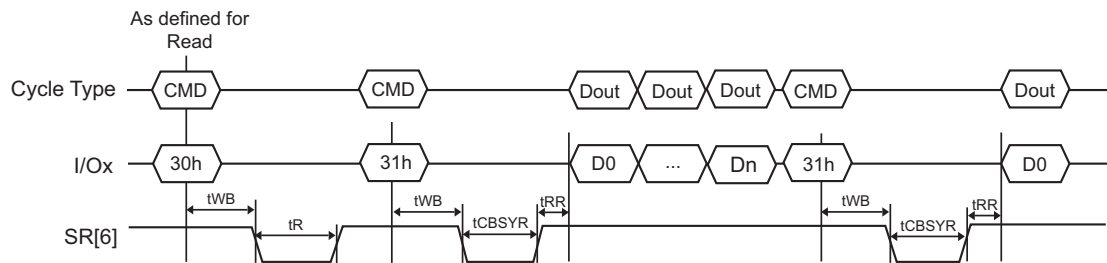 As defined for
Read
Cycle Type CMD CMD Dout Dout Dout CMD Dout
I/Ox 30h 31h D0 ... Dn 31h D0
tWB tR tWB tCBSYR tRR tWB tCBSYR tRR
SR[6]